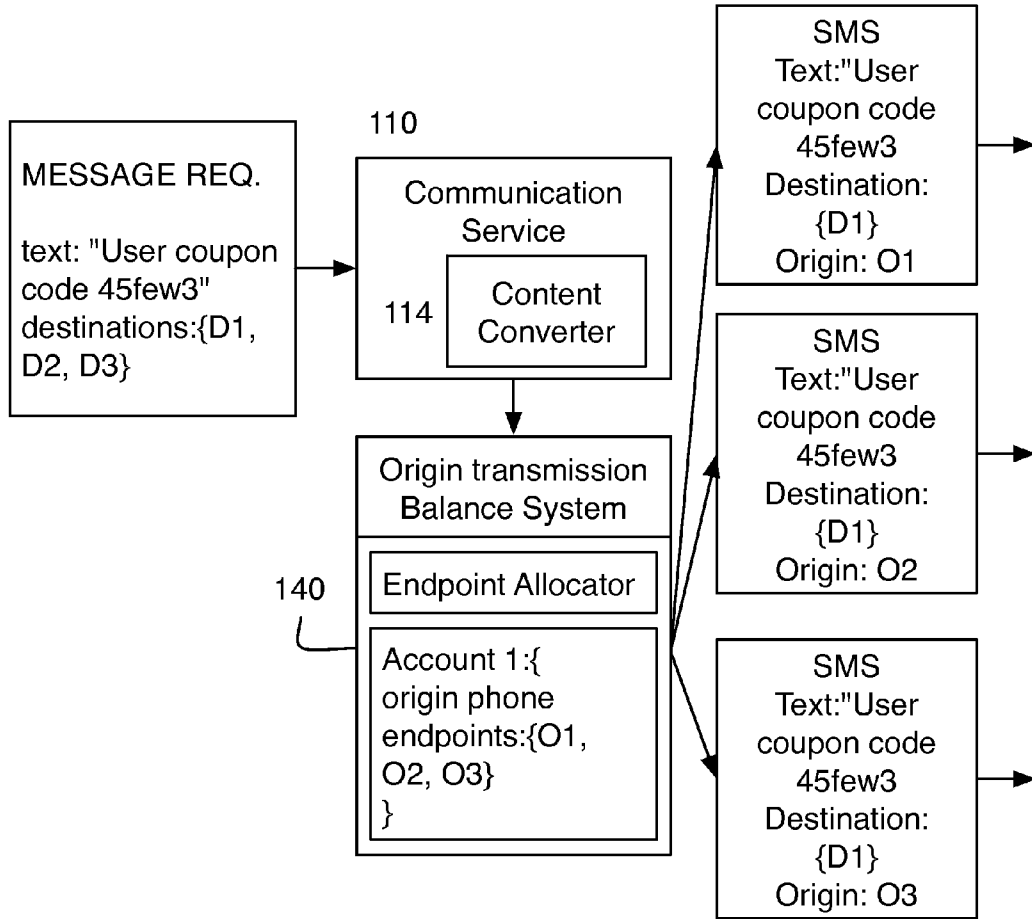 MESSAGE REQ.
text: "User coupon
code 45few3"
destinations:{D1,
D2, D3}
110
Communication
Service
114
Content
Converter
Origin transmission
Balance System
140
Endpoint Allocator
Account 1:{
origin phone
endpoints:{O1,
O2, O3}
}
SMS
Text:"User
coupon code
45few3
Destination:
{D1}
Origin: O1
SMS
Text:"User
coupon code
45few3
Destination:
{D1}
Origin: O2
SMS
Text:"User
coupon code
45few3
Destination:
{D1}
Origin: O3